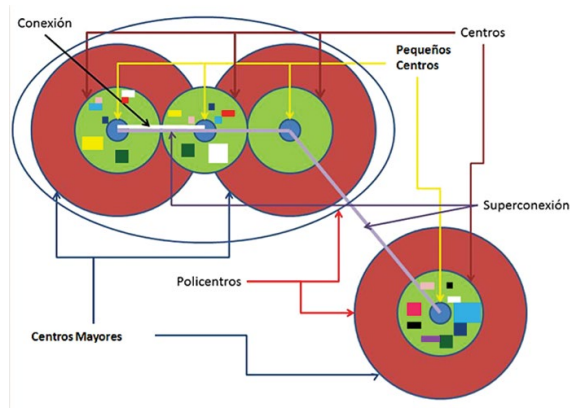 Conexión
Centros
Pequeños
Centros
Superconexión
Policentros
Centros Mayores